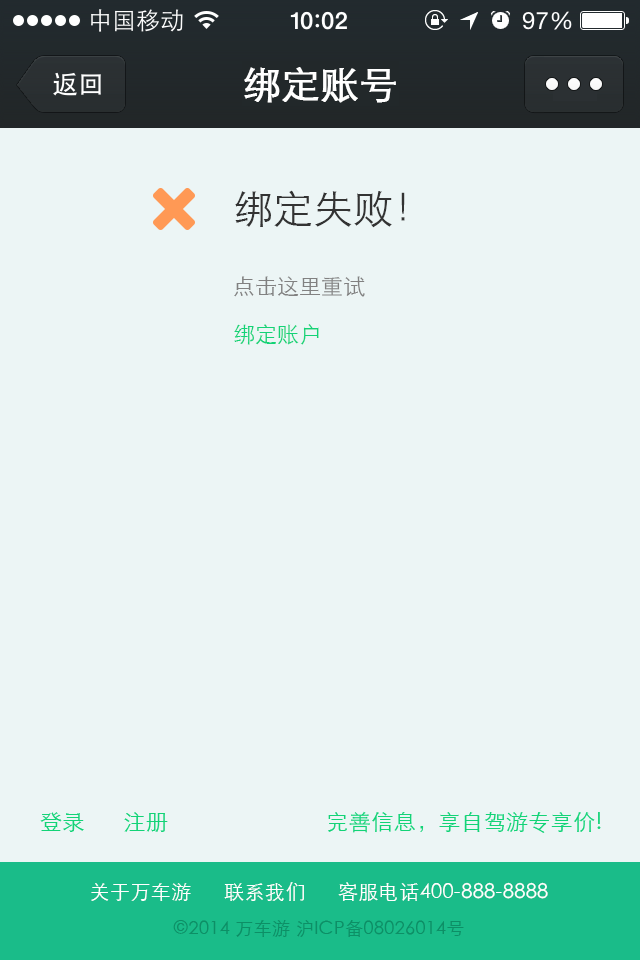 中国移动 10:02 97%
返回 绑定账号
绑定失败!
点击这里重试
绑定账户
登录 注册 完善信息，享自驾游专享价!
关于万车游 联系我们 客服电话400-888-8888
©2014 万车游 沪ICP备08026014号